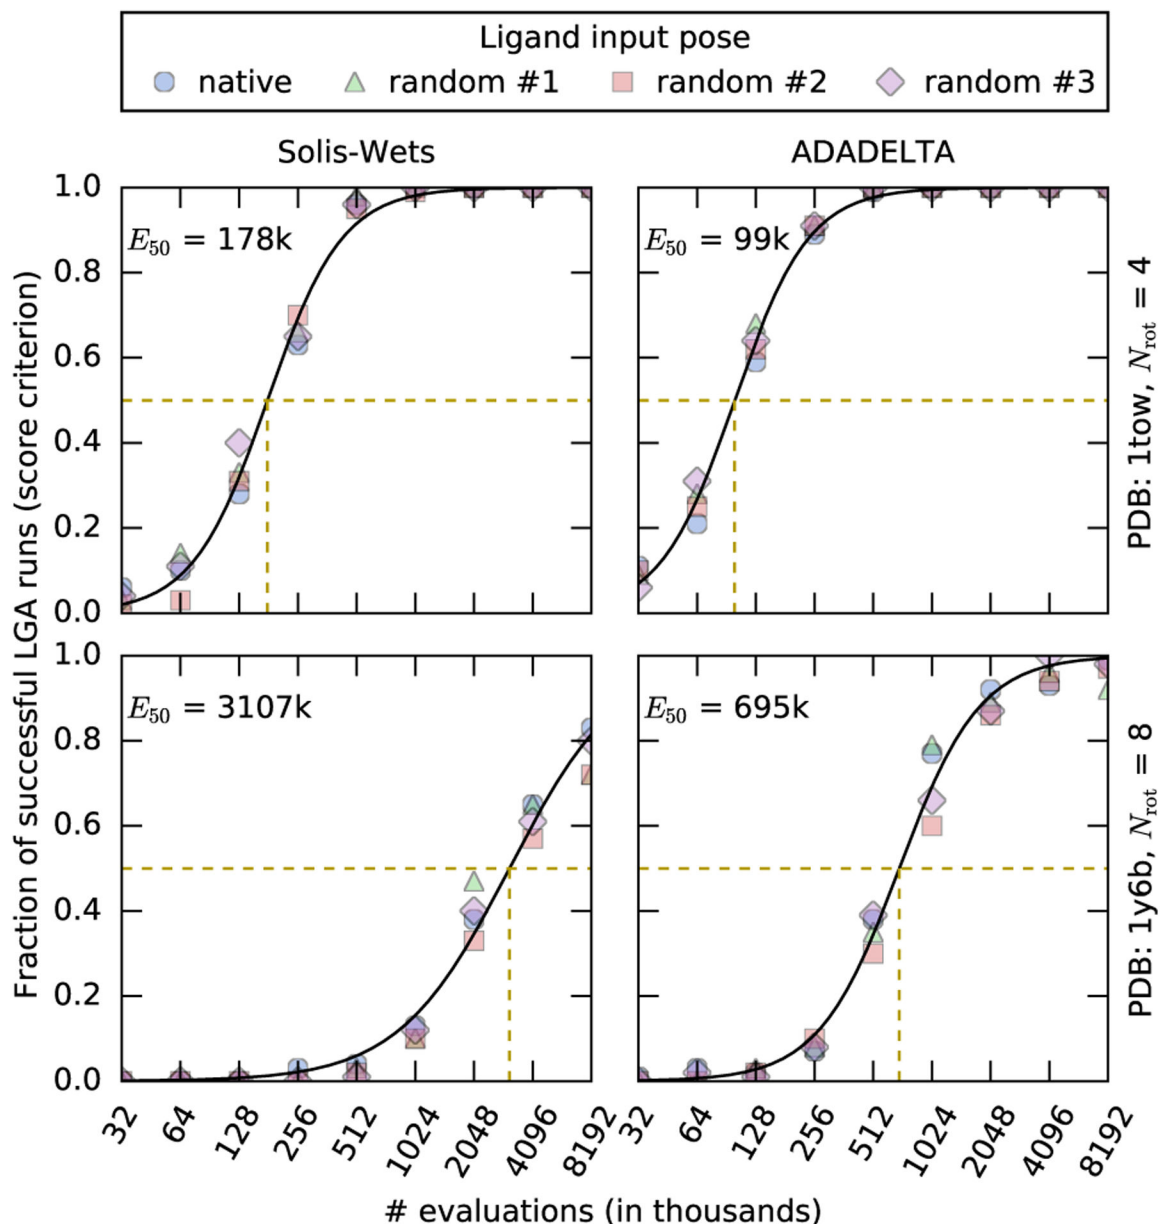 Ligand input pose
native random #1 random #2 random #3
Solis-Wets ADADELTA
Fraction of successful LGA runs (score criterion)
1.0
0.8
0.6
0.4
0.2
0.0
E50 = 178k
E50 = 99k
PDB: 1tow, Nrot = 4
1.0
0.8
0.6
0.4
0.2
0.0
E50 = 3107k
E50 = 695k
PDB: 1y6b, Nrot = 8
32 64 128 256 512 1024 2048 4096 8192
32 64 128 256 512 1024 2048 4096 8192
# evaluations (in thousands)